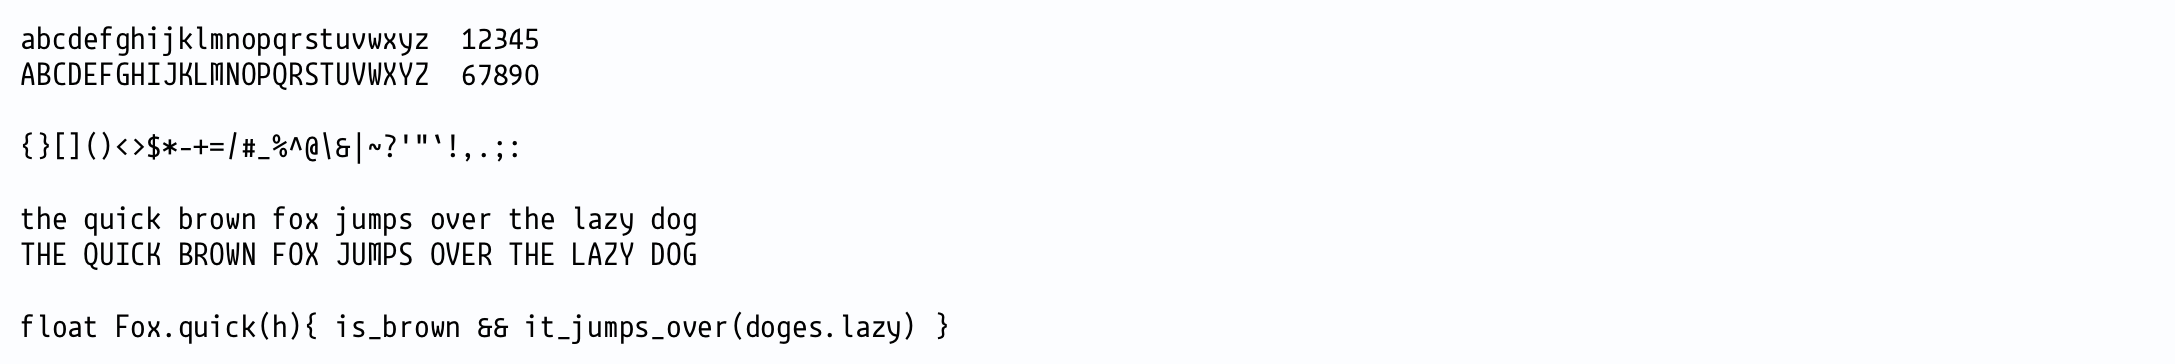 abcdefghijklmnopqrstuvwxyz  12345
ABCDEFGHIJKLMNOPQRSTUVWXYZ  67890
{}[]()<>$*-+=/#_%^@\&|~?'"`!,.;:
the quick brown fox jumps over the lazy dog
THE QUICK BROWN FOX JUMPS OVER THE LAZY DOG
float Fox.quick(h){ is_brown && it_jumps_over(doges.lazy) }